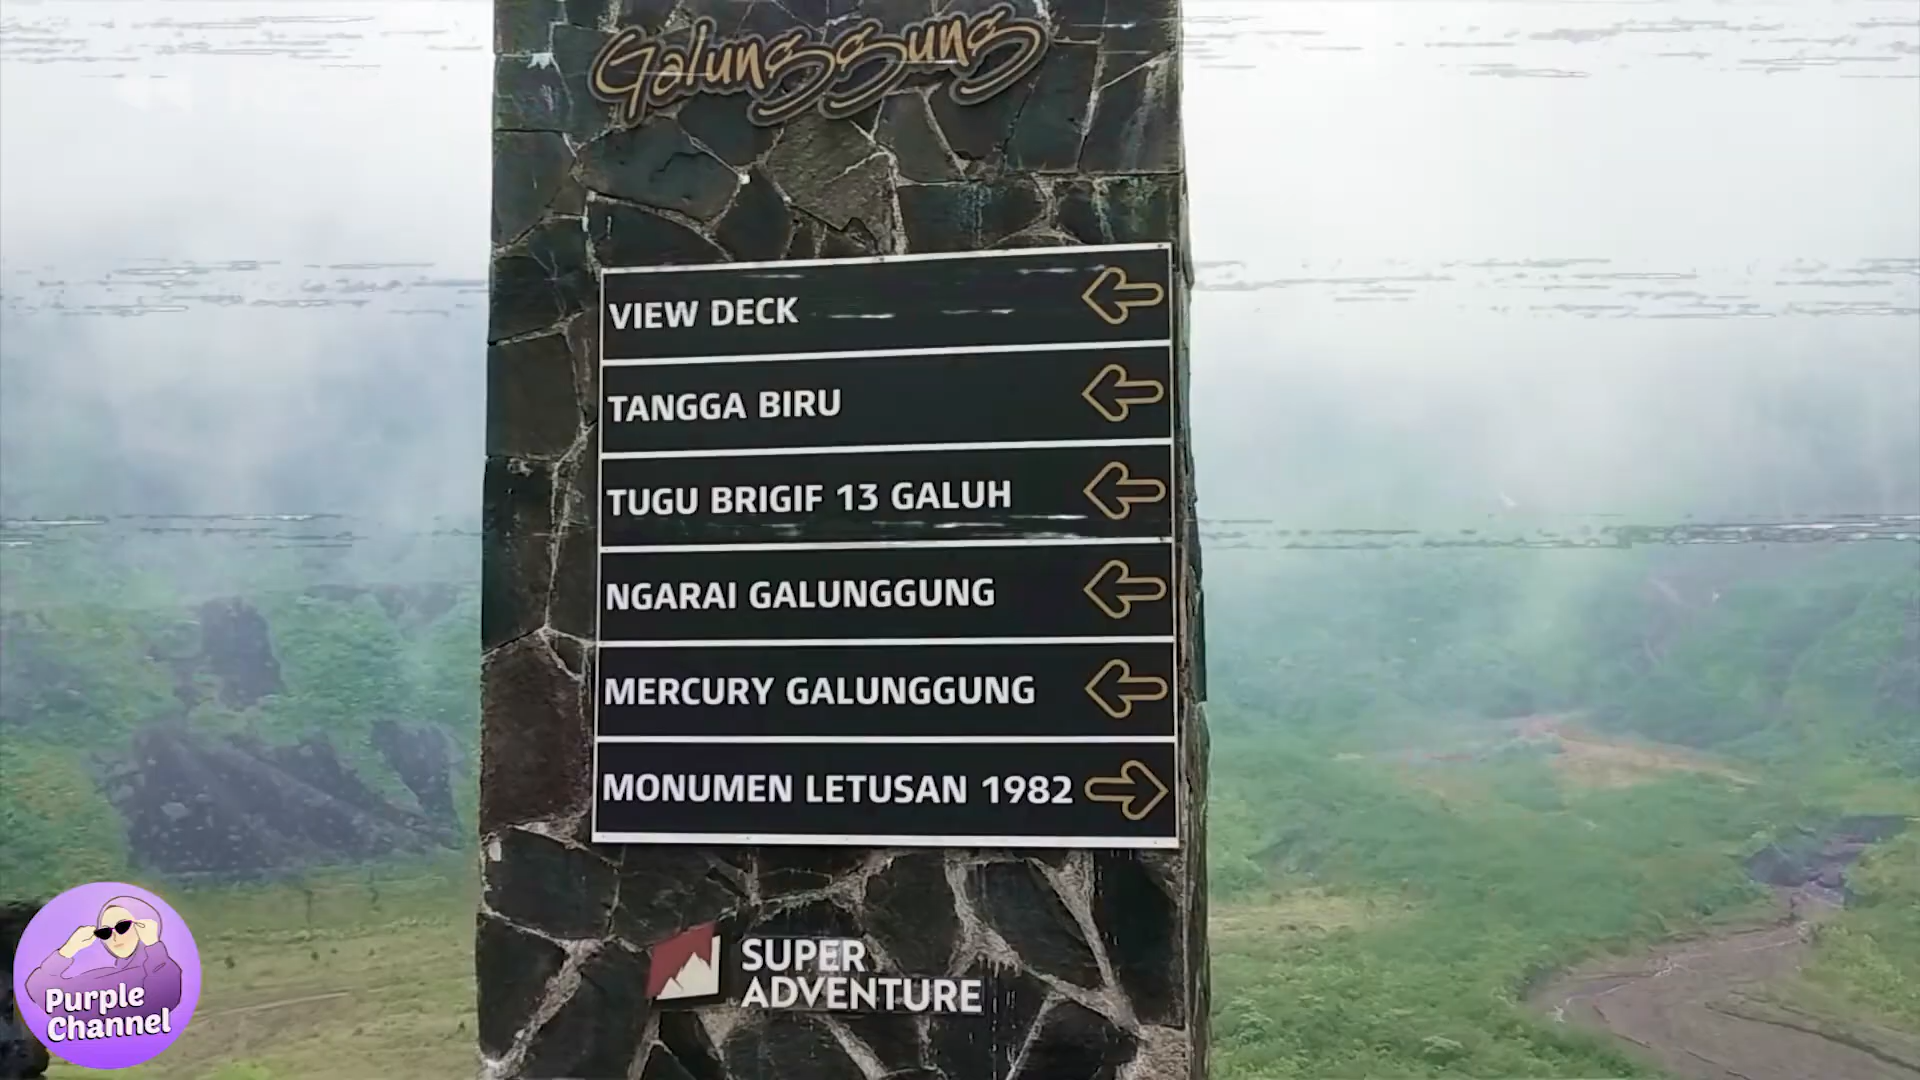 Galunggung
VIEW DECK
TANGGA BIRU
TUGU BRIGIF 13 GALUH
NGARAI GALUNGGUNG
MERCURY GALUNGGUNG
MONUMEN LETUSAN 1982
SUPER
ADVENTURE
Purple
Channel